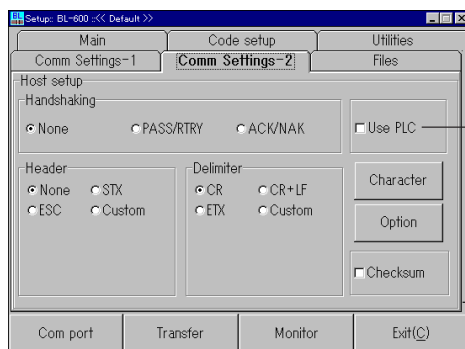 Setup:: BL-600 ::<< Default >>
Main Code setup Utilities
Comm Settings-1 Comm Settings-2 Files
Host setup
Handshaking
None PASS/RTRY ACK/NAK
Use PLC
Header
None STX
ESC Custom
Delimiter
CR CR+LF
ETX Custom
Character
Option
Checksum
Com port Transfer Monitor Exit(C)